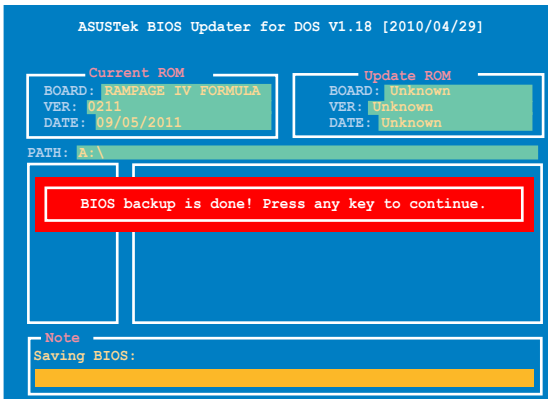 ASUSTek BIOS Updater for DOS V1.18 [2010/04/29]
Current ROM
BOARD: RAMPAGE IV FORMULA
VER: 0211
DATE: 09/05/2011
Update ROM
BOARD: Unknown
VER: Unknown
DATE: Unknown
PATH: A:\
BIOS backup is done! Press any key to continue.
Note
Saving BIOS: